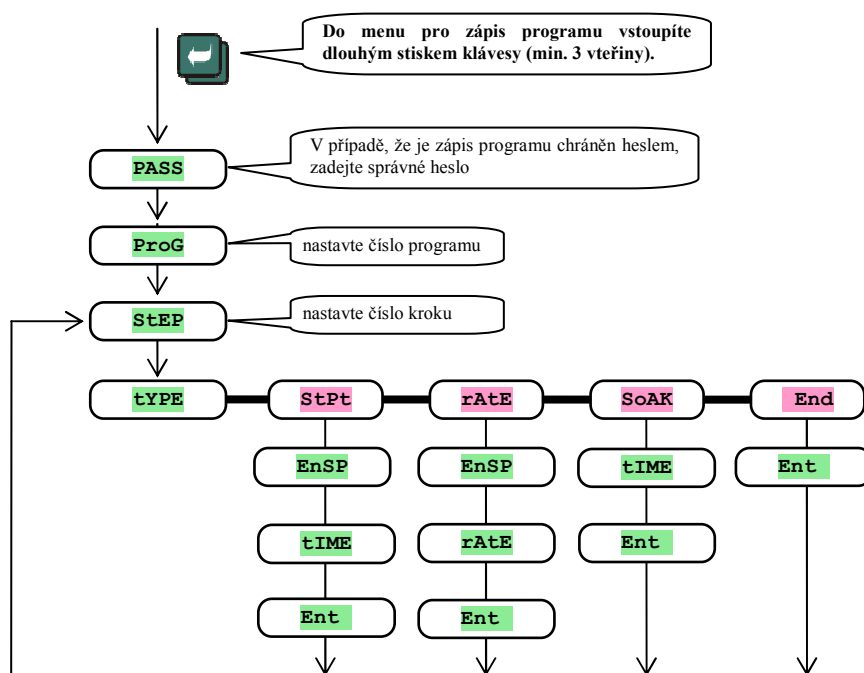 Do menu pro zápis programu vstoupíte
dlouhým stiskem klávesy (min. 3 vteřiny).
V případě, že je zápis programu chráněn heslem,
zadejte správné heslo
PASS
ProG
nastavte číslo programu
StEP
nastavte číslo kroku
tYPE
StPt
rAtE
SoAK
End
EnSP
EnSP
tIME
Ent
tIME
rAtE
Ent
Ent
Ent